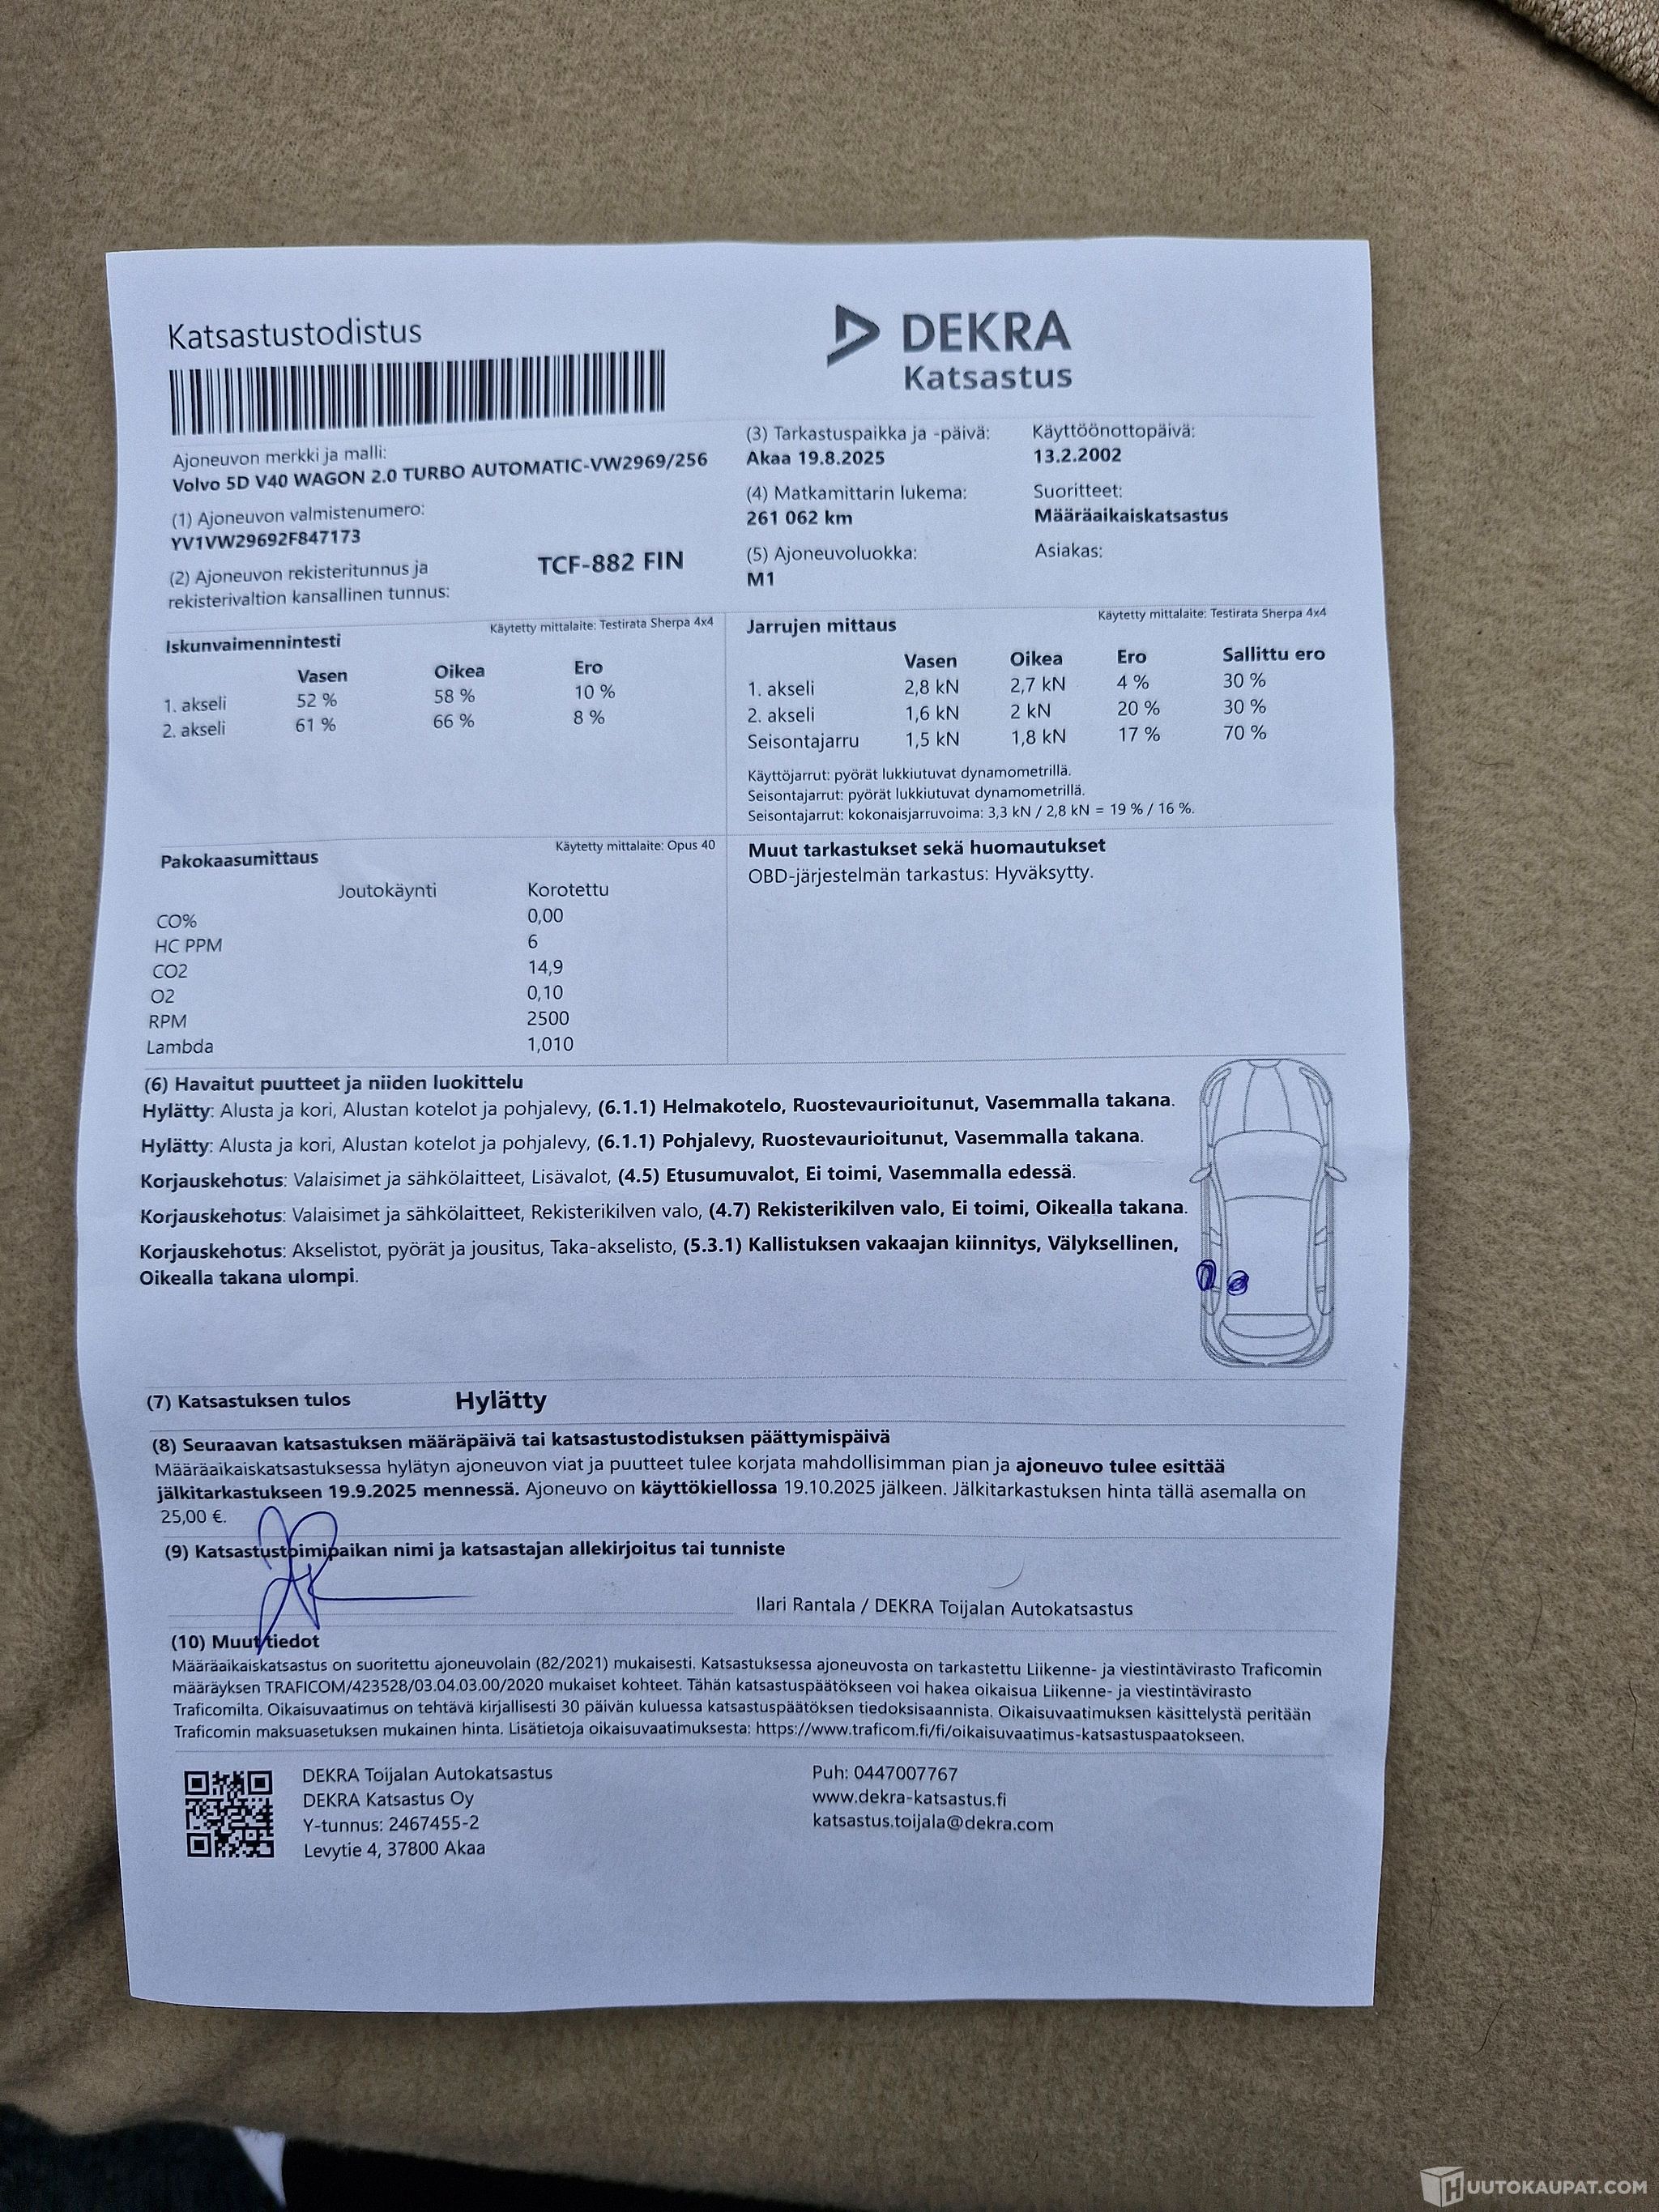 Katsastustodistus
DEKRA
Katsastus
Ajoneuvon merkki ja malli:
Volvo 5D V40 WAGON 2.0 TURBO AUTOMATIC-VW2969/256
(1) Ajoneuvon valmistenumero:
YV1VW29692F847173
(2) Ajoneuvon rekisteritunnus ja
rekisterivaltion kansallinen tunnus:
TCF-882 FIN
(3) Tarkastuspaikka ja -päivä:
Akaa 19.8.2025
(4) Matkamittarin lukema:
261 062 km
(5) Ajoneuvoluokka:
M1
Käyttöönottopäivä:
13.2.2002
Suoritteet:
Määräaikaiskatsastus
Asiakas:
Iskunvaimennintesti
Käytetty mittalaite: Testirata Sherpa 4x4
Vasen Oikea Ero
1. akseli 52 % 58 % 10 %
2. akseli 61 % 66 % 8 %
Jarrujen mittaus
Käytetty mittalaite: Testirata Sherpa 4x4
Vasen Oikea Ero Sallittu ero
1. akseli 2,8 kN 2,7 kN 4 % 30 %
2. akseli 1,6 kN 2 kN 20 % 30 %
Seisontajarru 1,5 kN 1,8 kN 17 % 70 %
Käyttöjarrut: pyörät lukkiutuvat dynamometrillä.
Seisontajarrut: pyörät lukkiutuvat dynamometrillä.
Seisontajarrut: kokonaisjarruvoima: 3,3 kN / 2,8 kN = 19 % / 16 %.
Pakokaasumittaus
Käytetty mittalaite: Opus 40
Joutokäynti Korotettu
CO% 0,00
HC PPM 6
CO2 14,9
O2 0,10
RPM 2500
Lambda 1,010
Muut tarkastukset sekä huomautukset
OBD-järjestelmän tarkastus: Hyväksytty.
(6) Havaitut puutteet ja niiden luokittelu
Hylätty: Alusta ja kori, Alustan kotelot ja pohjalevy, (6.1.1) Helmakotelo, Ruostevaurioitunut, Vasemmalla takana.
Hylätty: Alusta ja kori, Alustan kotelot ja pohjalevy, (6.1.1) Pohjalevy, Ruostevaurioitunut, Vasemmalla takana.
Korjauskehotus: Valaisimet ja sähkölaitteet, Lisävalot, (4.5) Etusumuvalot, Ei toimi, Vasemmalla edessä.
Korjauskehotus: Valaisimet ja sähkölaitteet, Rekisterikilven valo, (4.7) Rekisterikilven valo, Ei toimi, Oikealla takana.
Korjauskehotus: Akselistot, pyörät ja jousitus, Taka-akselisto, (5.3.1) Kallistuksen vakaajan kiinnitys, Välyksellinen,
Oikealla takana ulompi.
(7) Katsastuksen tulos Hylätty
(8) Seuraavan katsastuksen määräpäivä tai katsastustodistuksen päättymispäivä
Määräaikaiskatsastuksessa hylätyn ajoneuvon viat ja puutteet tulee korjata mahdollisimman pian ja ajoneuvo tulee esittää
jälkitarkastukseen 19.9.2025 mennessä. Ajoneuvo on käyttökiellossa 19.10.2025 jälkeen. Jälkitarkastuksen hinta tällä asemalla on
25,00 €.
(9) Katsastustoimipaikan nimi ja katsastajan allekirjoitus tai tunniste
Ilari Rantala / DEKRA Toijalan Autokatsastus
(10) Muut tiedot
Määräaikaiskatsastus on suoritettu ajoneuvolain (82/2021) mukaisesti. Katsastuksessa ajoneuvosta on tarkastettu Liikenne- ja viestintävirasto Traficomin
määräyksen TRAFICOM/423528/03.04.03.00/2020 mukaiset kohteet. Tähän katsastuspäätökseen voi hakea oikaisua Liikenne- ja viestintävirasto
Traficomilta. Oikaisuvaatimus on tehtävä kirjallisesti 30 päivän kuluessa katsastuspäätöksen tiedoksisaannista. Oikaisuvaatimuksen käsittelystä peritään
Traficomin maksuasetuksen mukainen hinta. Lisätietoja oikaisuvaatimuksesta: https://www.traficom.fi/fi/oikaisuvaatimus-katsastuspaatokseen.
DEKRA Toijalan Autokatsastus
DEKRA Katsastus Oy
Y-tunnus: 2467455-2
Levytie 4, 37800 Akaa
Puh: 0447007767
www.dekra-katsastus.fi
katsastus.toijala@dekra.com
HUUTOKAUPAT.COM